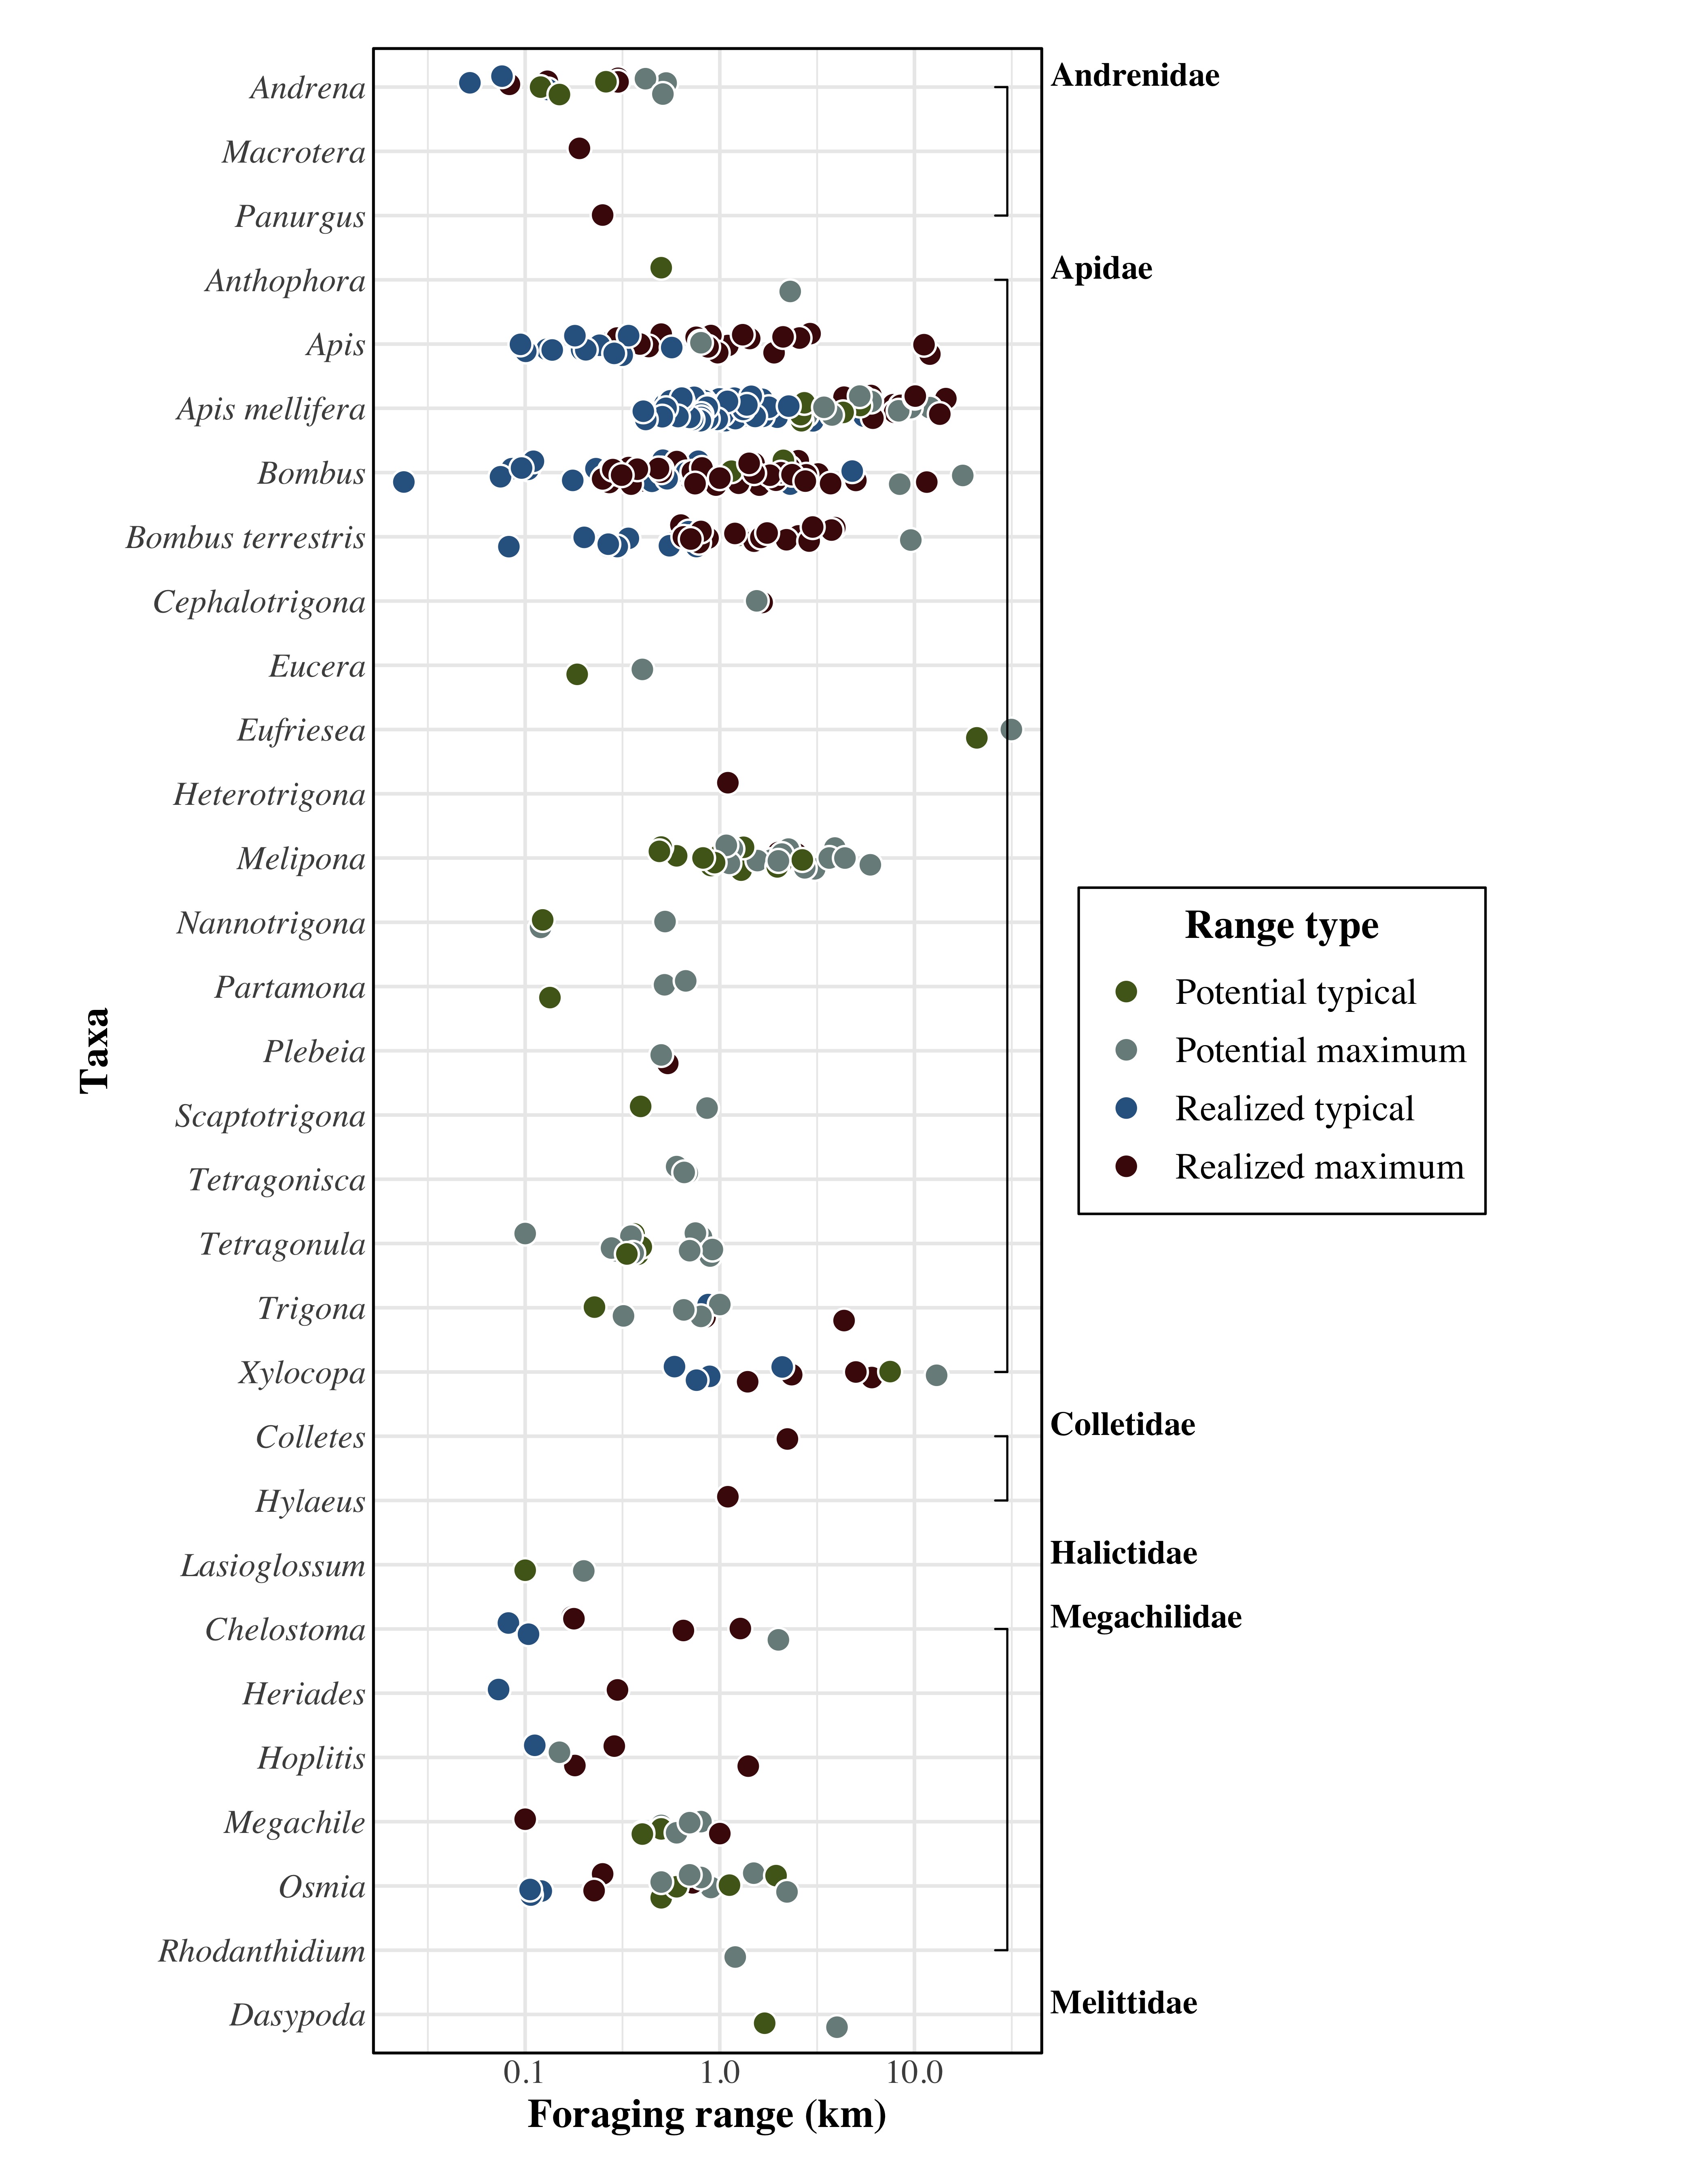 Andrena
Macrotera
Panurgus
Anthophora
Apis
Apis mellifera
Bombus
Bombus terrestris
Cephalotrigona
Eucera
Eufriesea
Heterotrigona
Melipona
Nannotrigona
Partamona
Plebeia
Scaptotrigona
Tetragonisca
Tetragonula
Trigona
Xylocopa
Colletes
Hylaeus
Lasioglossum
Chelostoma
Heriades
Hoplitis
Megachile
Osmia
Rhodanthidium
Dasypoda
Taxa
Andrenidae
Apidae
Colletidae
Halictidae
Megachilidae
Melittidae
Range type
Potential typical
Potential maximum
Realized typical
Realized maximum
0.1 1.0 10.0
Foraging range (km)